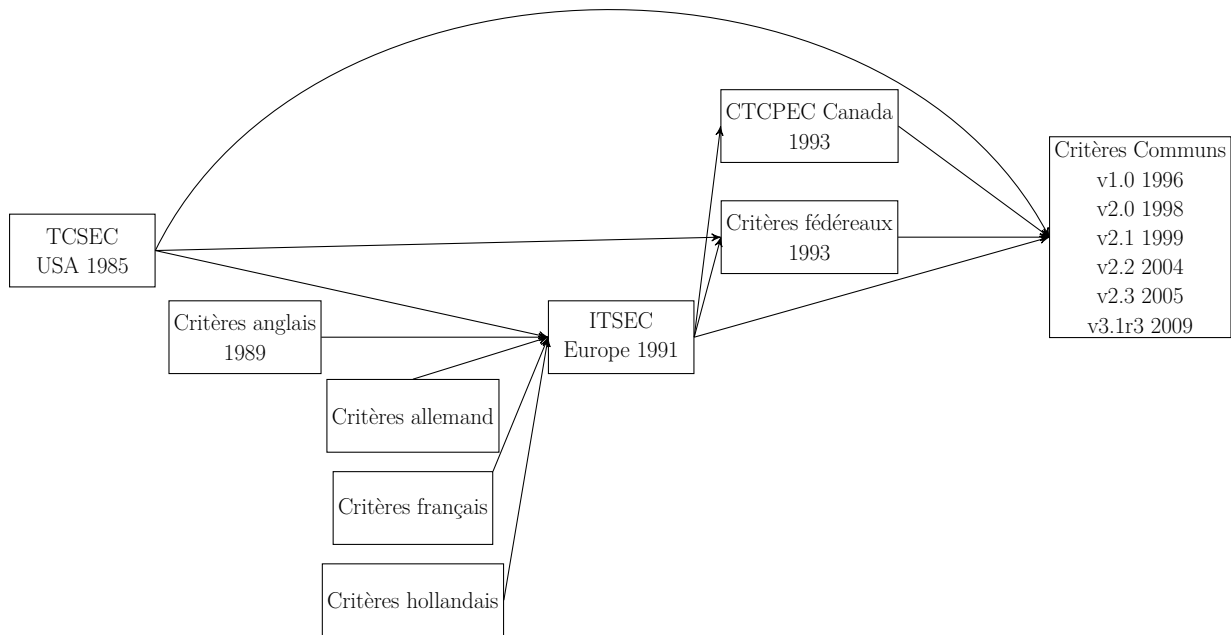 TCSEC
USA 1985
Critères anglais
1989
Critères allemand
Critères français
Critères hollandais
ITSEC
Europe 1991
CTCPEC Canada
1993
Critères fédéreaux
1993
Critères Communs
v1.0 1996
v2.0 1998
v2.1 1999
v2.2 2004
v2.3 2005
v3.1r3 2009